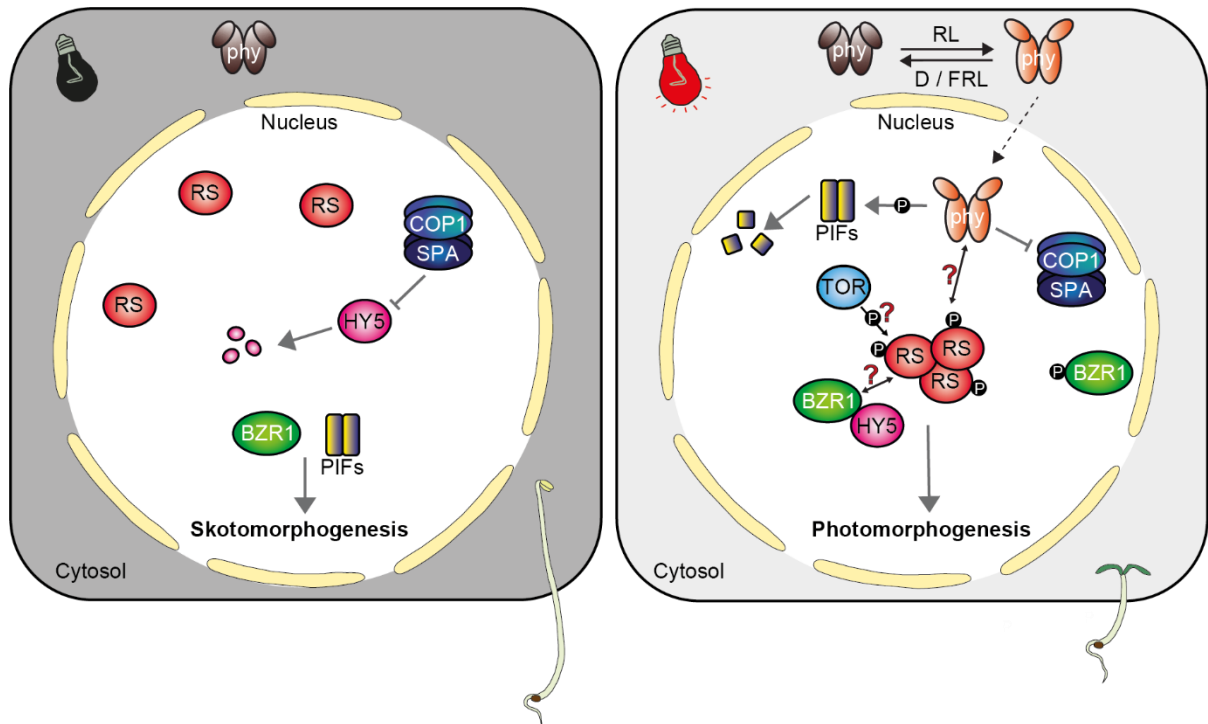 phy
Nucleus
RS
RS
COP1
SPA
RS
HY5
BZR1
PIFs
Skotomorphogenesis
Cytosol
phy
RL
D / FRL
phy
Nucleus
P
phy
PIFs
COP1
SPA
?
TOR
P
?
P
P
RS
RS
RS
P
?
P
BZR1
BZR1
HY5
Photomorphogenesis
Cytosol